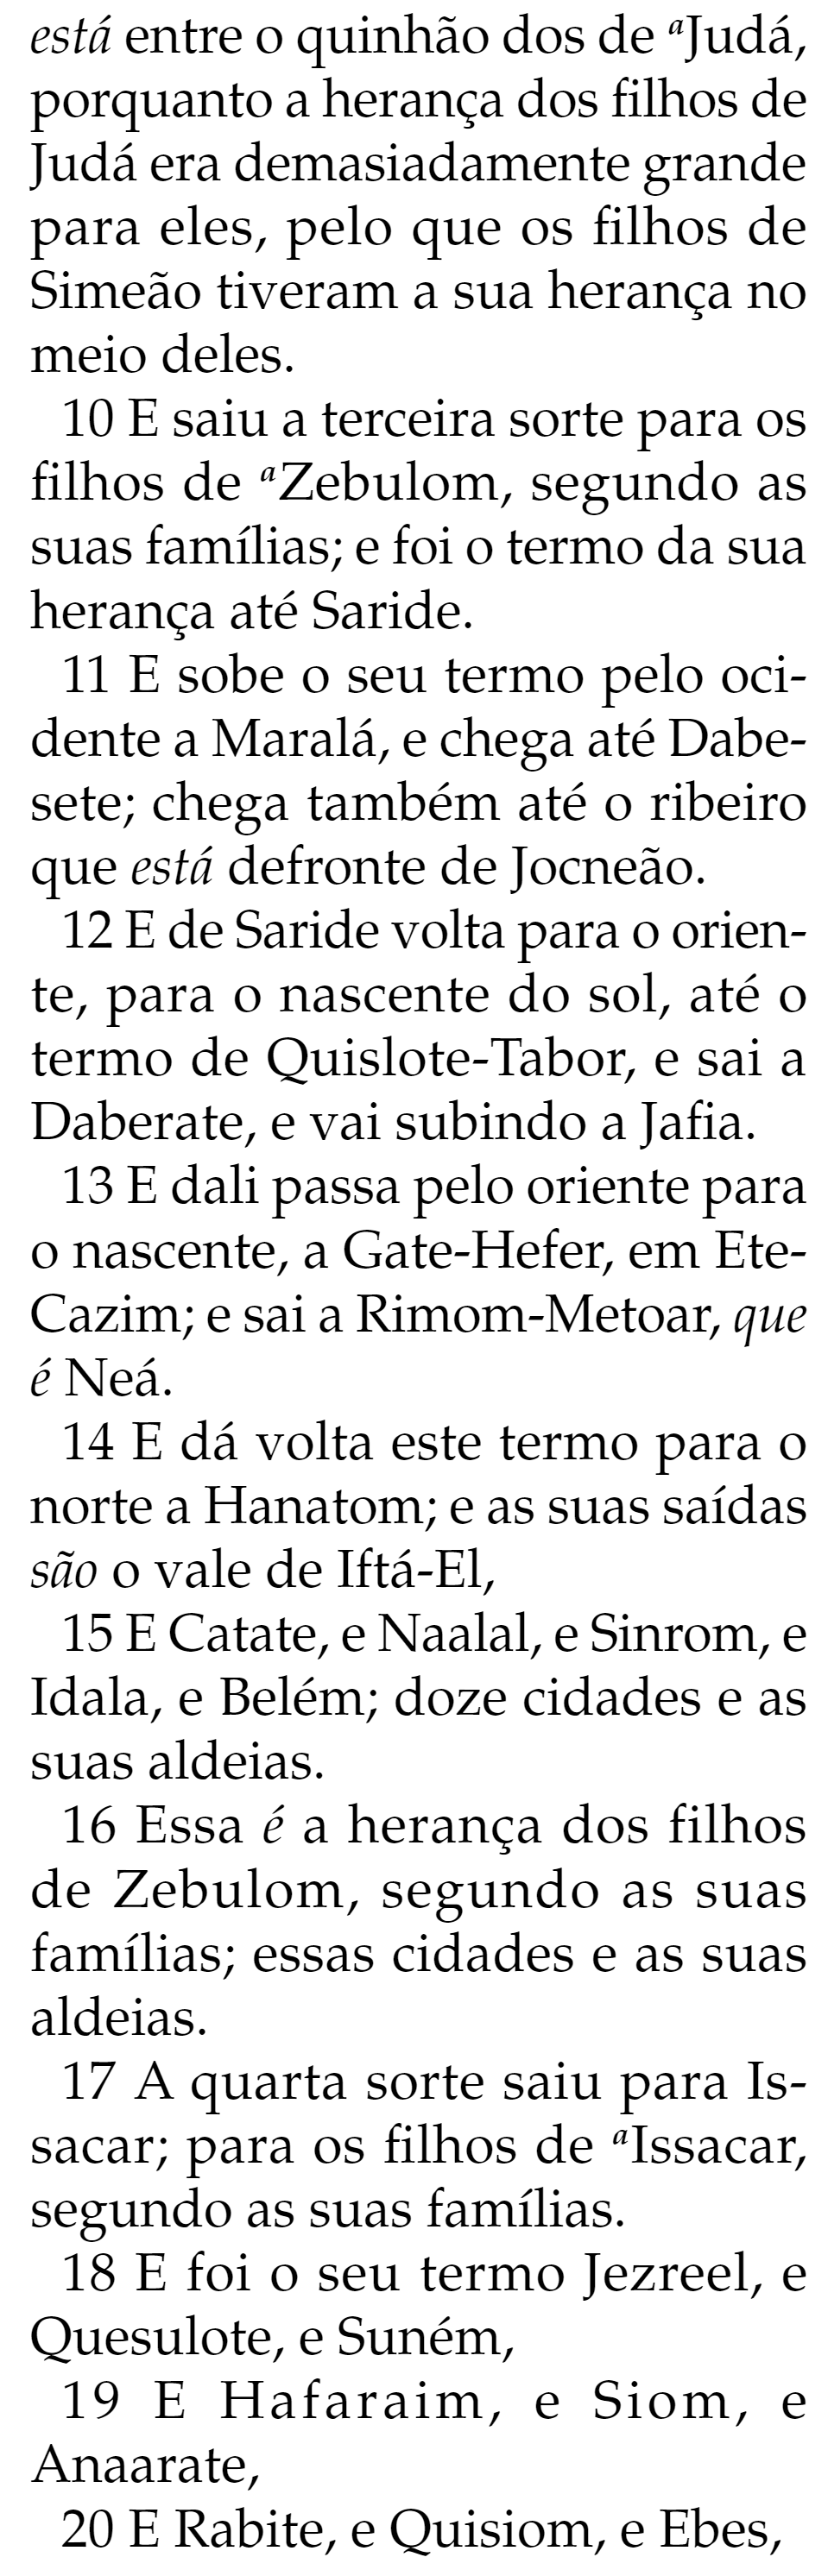 está entre o quinhão dos de ªJudá,
porquanto a herança dos filhos de
Judá era demasiadamente grande
para eles, pelo que os filhos de
Simeão tiveram a sua herança no
meio deles.
10 E saiu a terceira sorte para os
filhos de ªZebulom, segundo as
suas famílias; e foi o termo da sua
herança até Saride.
11 E sobe o seu termo pelo oci-
dente a Maralá, e chega até Dabe-
sete; chega também até o ribeiro
que está defronte de Jocneão.
12 E de Saride volta para o orien-
te, para o nascente do sol, até o
termo de Quislote-Tabor, e sai a
Daberate, e vai subindo a Jafia.
13 E dali passa pelo oriente para
o nascente, a Gate-Hefer, em Ete-
Cazim; e sai a Rimom-Metoar, que
é Neá.
14 E dá volta este termo para o
norte a Hanatom; e as suas saídas
são o vale de Iftá-El,
15 E Catate, e Naalal, e Sinrom, e
Idala, e Belém; doze cidades e as
suas aldeias.
16 Essa é a herança dos filhos
de Zebulom, segundo as suas
famílias; essas cidades e as suas
aldeias.
17 A quarta sorte saiu para Is-
sacar; para os filhos de ªIssacar,
segundo as suas famílias.
18 E foi o seu termo Jezreel, e
Quesulote, e Suném,
19 E Hafaraim, e Siom, e
Anaarate,
20 E Rabite, e Quisiom, e Ebes,